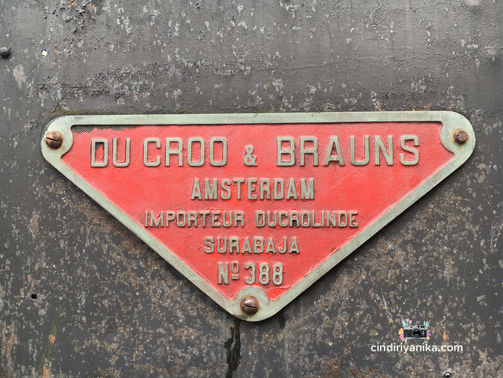 DU CROO & BRAUNS
AMSTERDAM
IMPORTEUR DUCROLINDE
SURABAJA
Nº 388
cindiriyanika.com